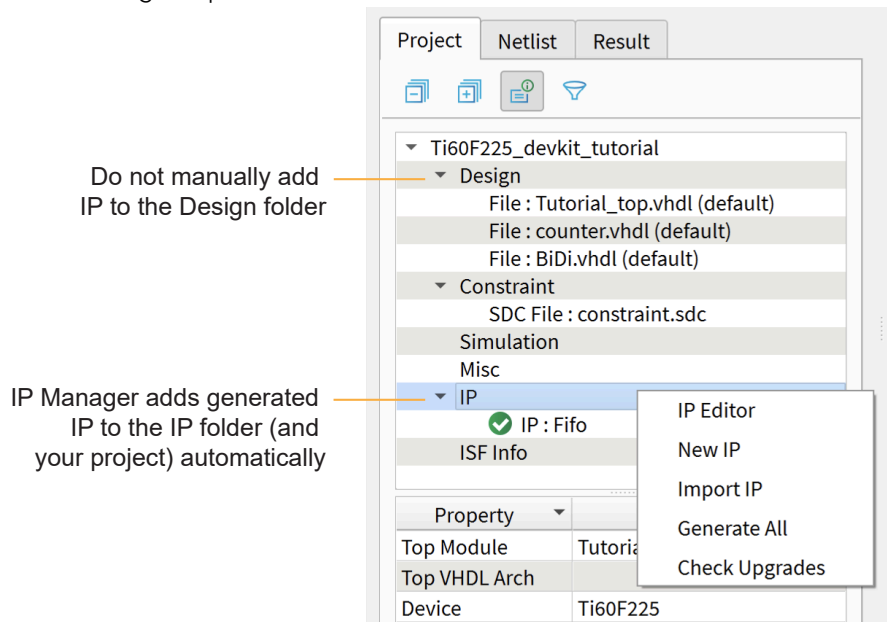 Project Netlist Result
Ti60F225_devkit_tutorial
Do not manually add
IP to the Design folder
Design
File : Tutorial_top.vhdl (default)
File : counter.vhdl (default)
File : BiDi.vhdl (default)
Constraint
SDC File : constraint.sdc
Simulation
Misc
IP Manager adds generated
IP to the IP folder (and
your project) automatically
IP
IP : Fifo
ISF Info
IP Editor
New IP
Import IP
Generate All
Check Upgrades
Property
Top Module
Top VHDL Arch
Device Ti60F225